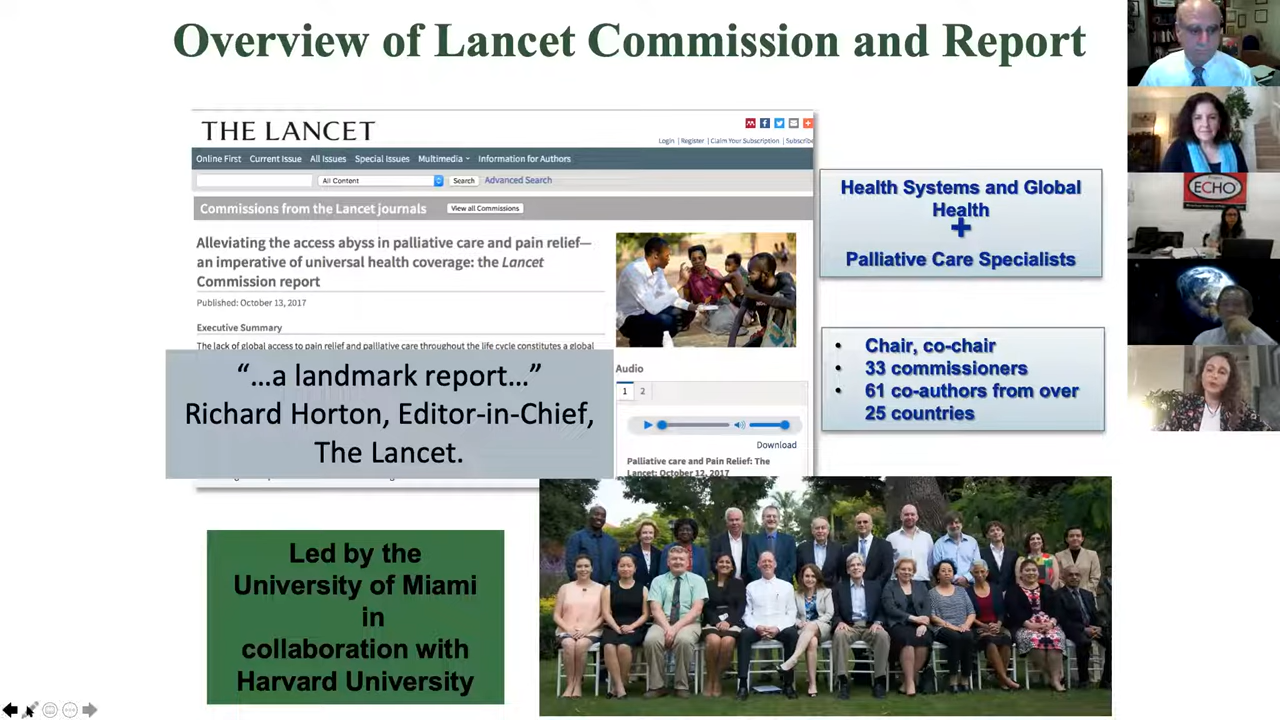 Overview of Lancet Commission and Report
THE LANCET
Login | Register | Claim Your Subscription | Subscribe
Online First Current Issue All Issues Special Issues Multimedia Information for Authors
All Content Search Advanced Search
Commissions from the Lancet journals View all Commissions
Alleviating the access abyss in palliative care and pain relief—
an imperative of universal health coverage: the Lancet
Commission report
Published: October 13, 2017
Executive Summary
The lack of global access to pain relief and palliative care throughout the life cycle constitutes a global
“…a landmark report…”
Richard Horton, Editor-in-Chief,
The Lancet.
Audio
1 2
Download
Palliative care and Pain Relief: The
Lancet: October 12, 2017
Health Systems and Global
Health
+
Palliative Care Specialists
• Chair, co-chair
• 33 commissioners
• 61 co-authors from over
25 countries
Led by the
University of Miami
in
collaboration with
Harvard University
ECHO